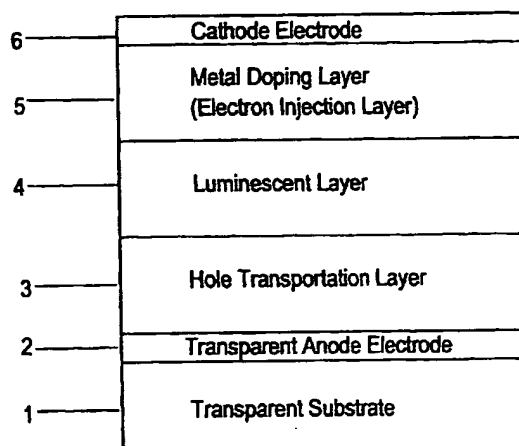 6 Cathode Electrode
5 Metal Doping Layer
(Electron Injection Layer)
4 Luminescent Layer
3 Hole Transportation Layer
2 Transparent Anode Electrode
1 Transparent Substrate